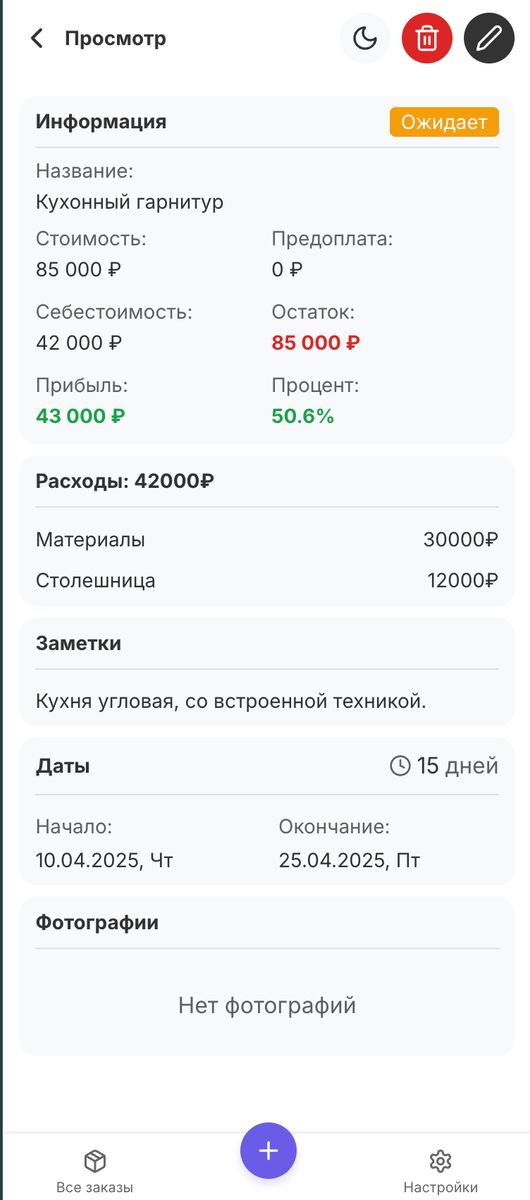 Просмотр
Информация
Ожидает
Название:
Кухонный гарнитур
Стоимость:
Предоплата:
85 000 ₽
0 ₽
Себестоимость:
Остаток:
42 000 ₽
85 000 ₽
Прибыль:
Процент:
43 000 ₽
50.6%
Расходы: 42000₽
Материалы
30000₽
Столешница
12000₽
Заметки
Кухня угловая, со встроенной техникой.
Даты
15 дней
Начало:
Окончание:
10.04.2025, Чт
25.04.2025, Пт
Фотографии
Нет фотографий
Все заказы
Настройки